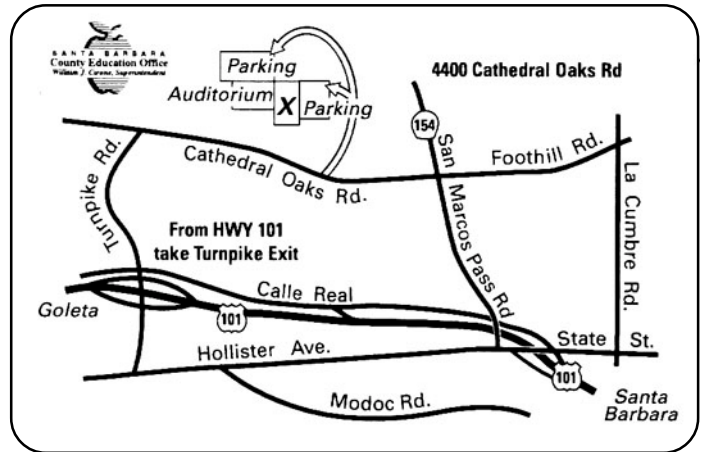 SANTA BARBARA
County Education Office
William J. Cirone, Superintendent
Parking
Auditorium
X
Parking
4400 Cathedral Oaks Rd
154
San Marcos Pass Rd
Foothill Rd.
La Cumbre Rd.
Cathedral Oaks Rd.
Turnpike Rd.
From HWY 101
take Turnpike Exit
Goleta
Calle Real
101
Hollister Ave.
State St.
101
Modoc Rd.
Santa
Barbara